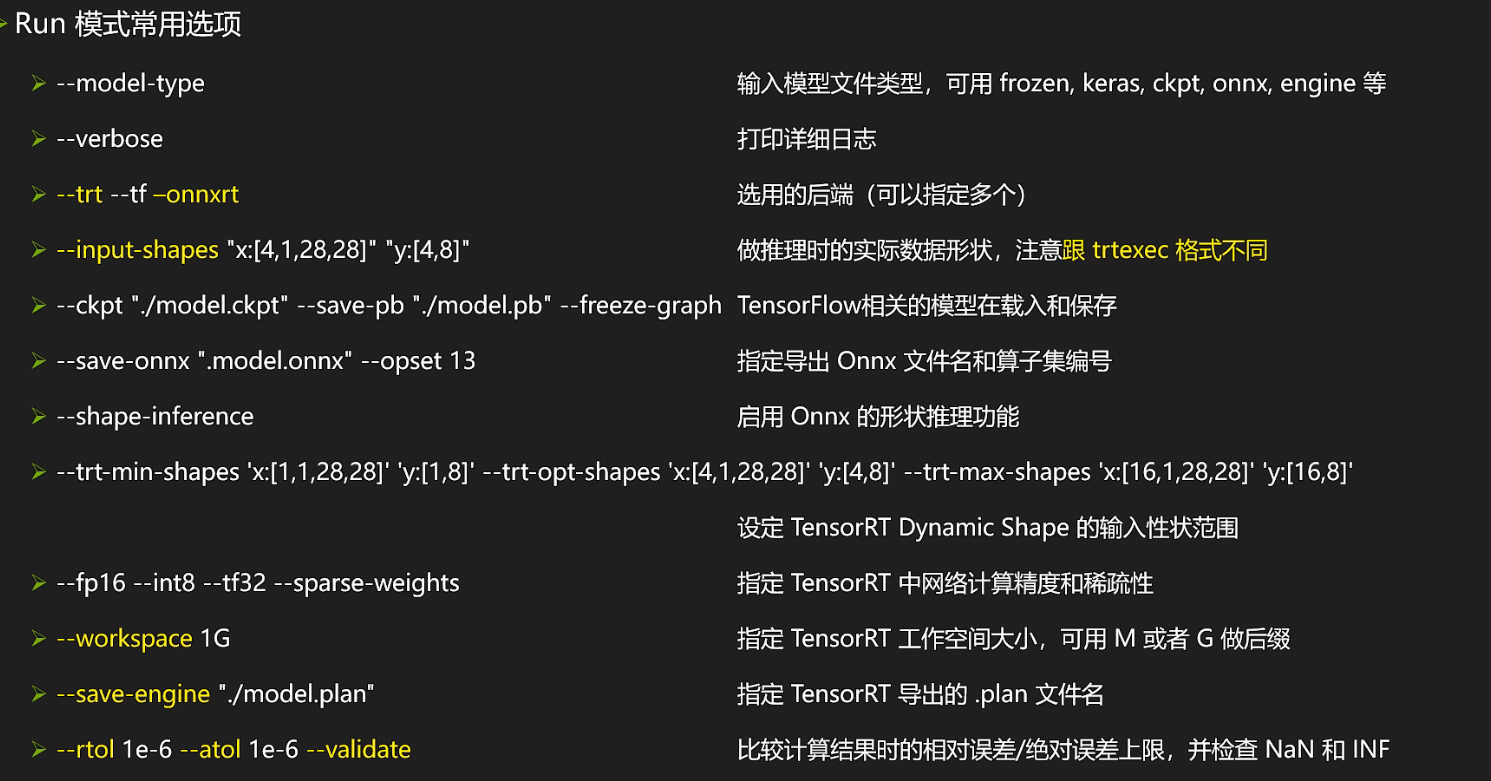 Run 模式常用选项
--model-type 输入模型文件类型，可用 frozen, keras, ckpt, onnx, engine 等
--verbose 打印详细日志
--trt --tf –onnxrt 选用的后端（可以指定多个）
--input-shapes "x:[4,1,28,28]" "y:[4,8]" 做推理时的实际数据形状，注意跟 trtexec 格式不同
--ckpt "./model.ckpt" --save-pb "./model.pb" --freeze-graph TensorFlow相关的模型在载入和保存
--save-onnx ".model.onnx" --opset 13 指定导出 Onnx 文件名和算子集编号
--shape-inference 启用 Onnx 的形状推理功能
--trt-min-shapes 'x:[1,1,28,28]' 'y:[1,8]' --trt-opt-shapes 'x:[4,1,28,28]' 'y:[4,8]' --trt-max-shapes 'x:[16,1,28,28]' 'y:[16,8]'
设定 TensorRT Dynamic Shape 的输入性状范围
--fp16 --int8 --tf32 --sparse-weights 指定 TensorRT 中网络计算精度和稀疏性
--workspace 1G 指定 TensorRT 工作空间大小，可用 M 或者 G 做后缀
--save-engine "./model.plan" 指定 TensorRT 导出的 .plan 文件名
--rtol 1e-6 --atol 1e-6 --validate 比较计算结果时的相对误差/绝对误差上限，并检查 NaN 和 INF